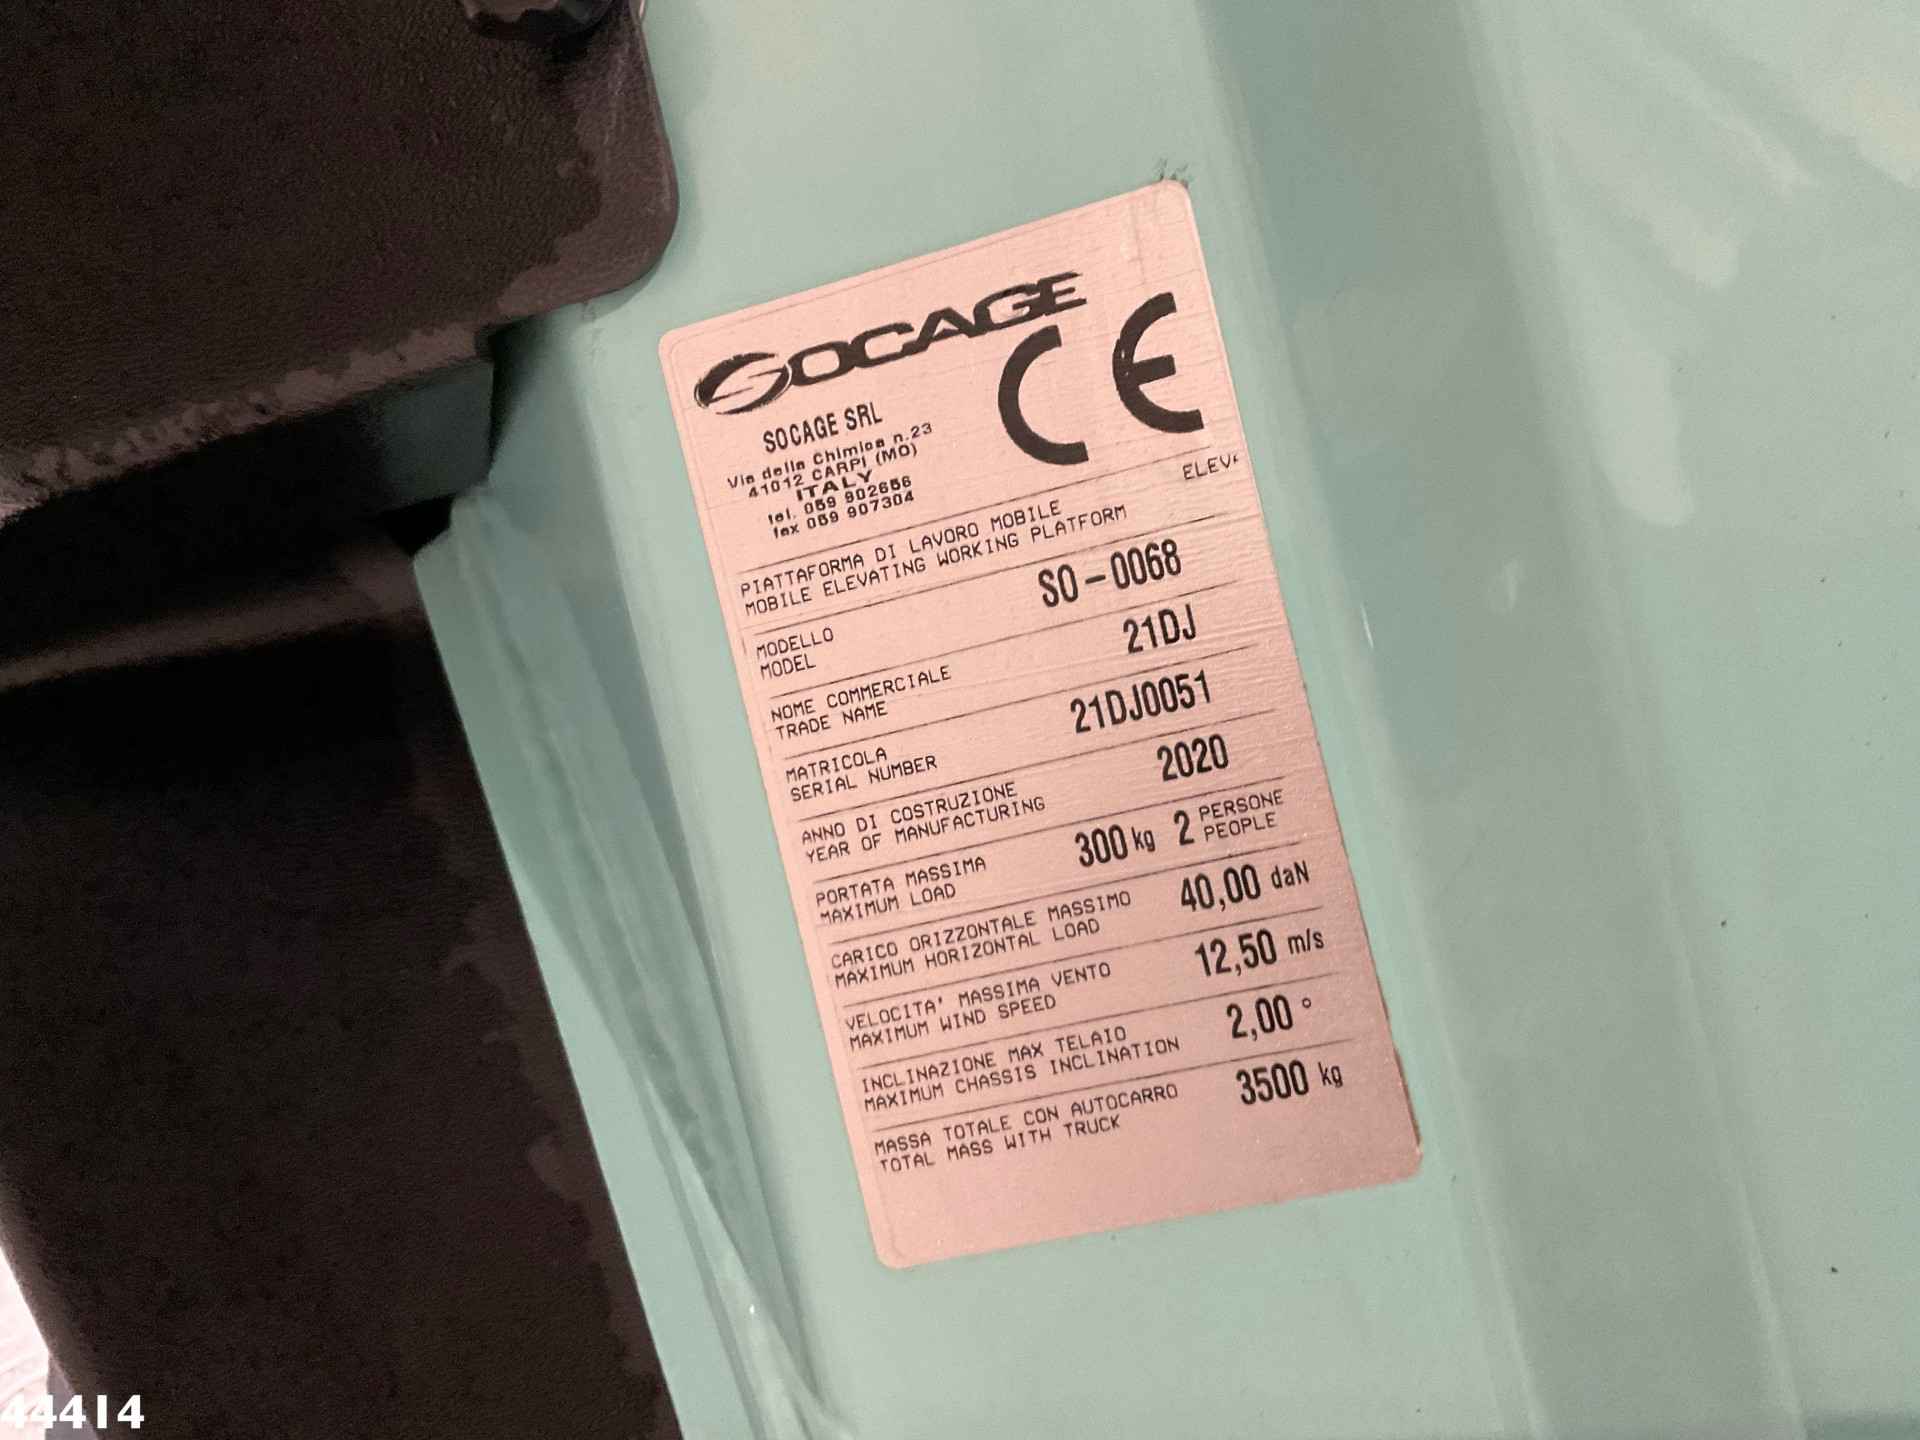 SOCAGE
CE
SOCAGE SRL
Via della Chimica n.23
41012 CARPI (MO)
ITALY
tel. 059 902656
fax 059 907304
ELEV
PIATTAFORMA DI LAVORO MOBILE
MOBILE ELEVATING WORKING PLATFORM
MODELLO
MODEL
SO-0068
NOME COMMERCIALE
TRADE NAME
21DJ
MATRICOLA
SERIAL NUMBER
21DJ0051
ANNO DI COSTRUZIONE
YEAR OF MANUFACTURING
2020
PORTATA MASSIMA
MAXIMUM LOAD
300 kg 2 PERSONE
PEOPLE
CARICO ORIZZONTALE MASSIMO
MAXIMUM HORIZONTAL LOAD
40,00 daN
VELOCITA' MASSIMA VENTO
MAXIMUM WIND SPEED
12,50 m/s
INCLINAZIONE MAX TELAIO
MAXIMUM CHASSIS INCLINATION
2,00 °
MASSA TOTALE CON AUTOCARRO
TOTAL MASS WITH TRUCK
3500 kg
44414